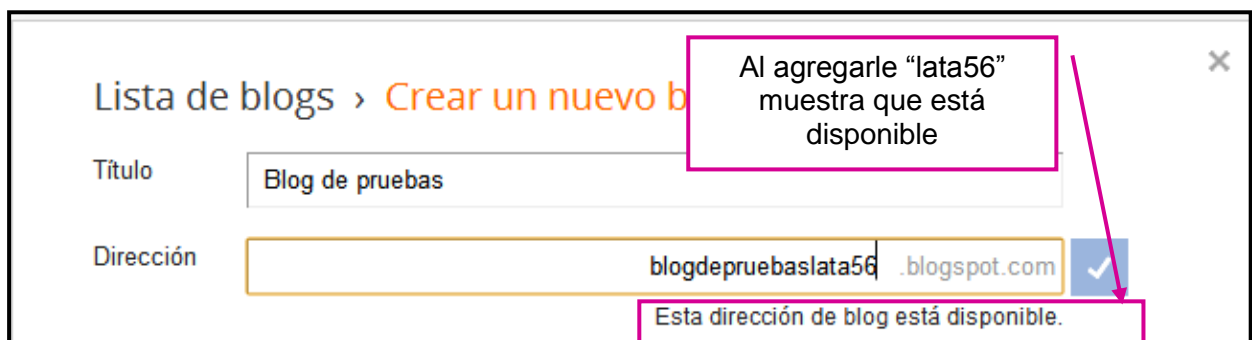 Al agregarle “lata56”
muestra que está
disponible
Lista de blogs › Crear un nuevo b
Título
Blog de pruebas
Dirección
blogdepruebaslata56 .blogspot.com
Esta dirección de blog está disponible.